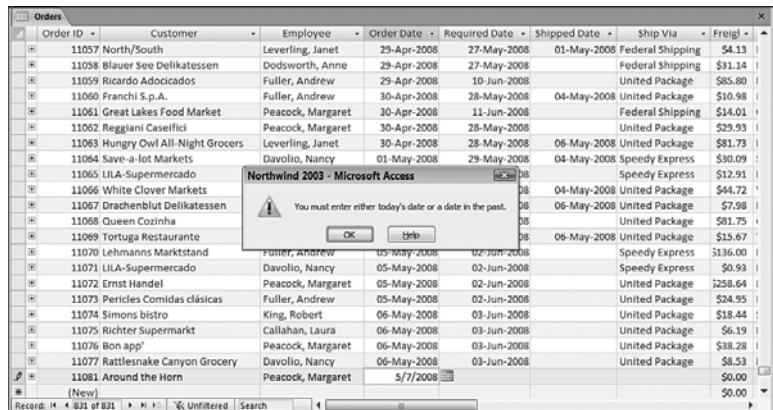 Orders
Order ID Customer Employee Order Date Required Date Shipped Date Ship Via Freigl
11057 North/South Leverling, Janet 29-Apr-2008 27-May-2008 01-May-2008 Federal Shipping $4.13
11058 Blauer See Delikatessen Dodsworth, Anne 29-Apr-2008 27-May-2008 Federal Shipping $31.14
11059 Ricardo Adocicados Fuller, Andrew 29-Apr-2008 10-Jun-2008 United Package $85.80
11060 Franchi S.p.A. Fuller, Andrew 30-Apr-2008 28-May-2008 04-May-2008 United Package $10.98
11061 Great Lakes Food Market Peacock, Margaret 30-Apr-2008 11-Jun-2008 Federal Shipping $14.01
11062 Reggiani Caseifici Peacock, Margaret 30-Apr-2008 28-May-2008 United Package $29.93
11063 Hungry Owl All-Night Grocers Leverling, Janet 30-Apr-2008 28-May-2008 06-May-2008 United Package $81.73
11064 Save-a-lot Markets Davolio, Nancy 01-May-2008 29-May-2008 04-May-2008 Speedy Express $30.09
11065 LILA-Supermercado 08 Speedy Express $12.91
11066 White Clover Markets 08 04-May-2008 United Package $44.72
11067 Drachenblut Delikatessen 08 06-May-2008 United Package $7.98
11068 Queen Cozinha 08 United Package $81.75
11069 Tortuga Restaurante 08 06-May-2008 United Package $15.67
Northwind 2003 - Microsoft Access
You must enter either today's date or a date in the past.
OK Help
11070 Lehmanns Marktstand Fuller, Andrew 05-May-2008 02-Jun-2008 Speedy Express $136.00
11071 LILA-Supermercado Davolio, Nancy 05-May-2008 02-Jun-2008 Speedy Express $0.93
11072 Ernst Handel Peacock, Margaret 05-May-2008 02-Jun-2008 United Package $258.64
11073 Pericles Comidas clásicas Fuller, Andrew 05-May-2008 02-Jun-2008 United Package $24.95
11074 Simons bistro King, Robert 06-May-2008 03-Jun-2008 United Package $18.44
11075 Richter Supermarkt Callahan, Laura 06-May-2008 03-Jun-2008 United Package $6.19
11076 Bon app' Peacock, Margaret 06-May-2008 03-Jun-2008 United Package $38.28
11077 Rattlesnake Canyon Grocery Davolio, Nancy 06-May-2008 03-Jun-2008 United Package $8.53
11081 Around the Horn Peacock, Margaret 5/7/2008 $0.00
(New) $0.00
Record: 831 of 831 Unfiltered Search